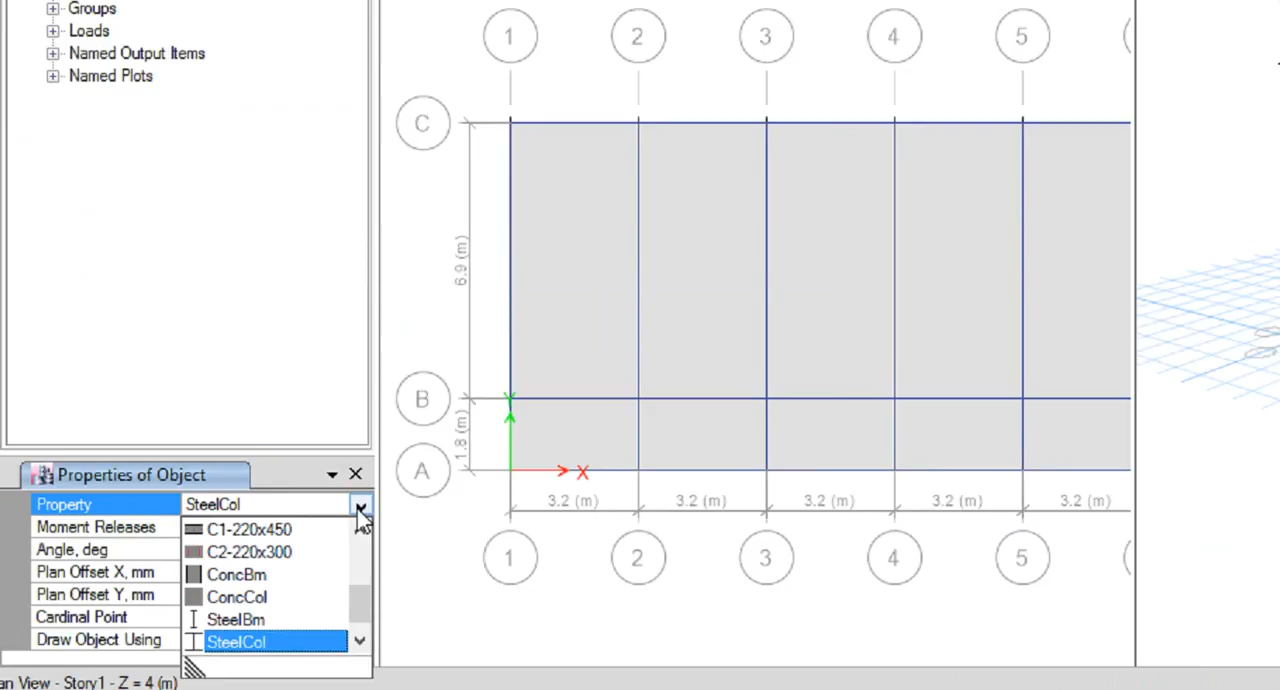 Groups
Loads
Named Output Items
Named Plots
1 2 3 4 5
C
6.9 (m)
B
1.8 (m)
A
X
3.2 (m) 3.2 (m) 3.2 (m) 3.2 (m) 3.2 (m)
1 2 3 4 5
Properties of Object
Property SteelCol
Moment Releases
Angle, deg
Plan Offset X, mm
Plan Offset Y, mm
Cardinal Point
Draw Object Using
C1-220x450
C2-220x300
ConcBm
ConcCol
SteelBm
SteelCol
an View - Story1 - Z = 4 (m)